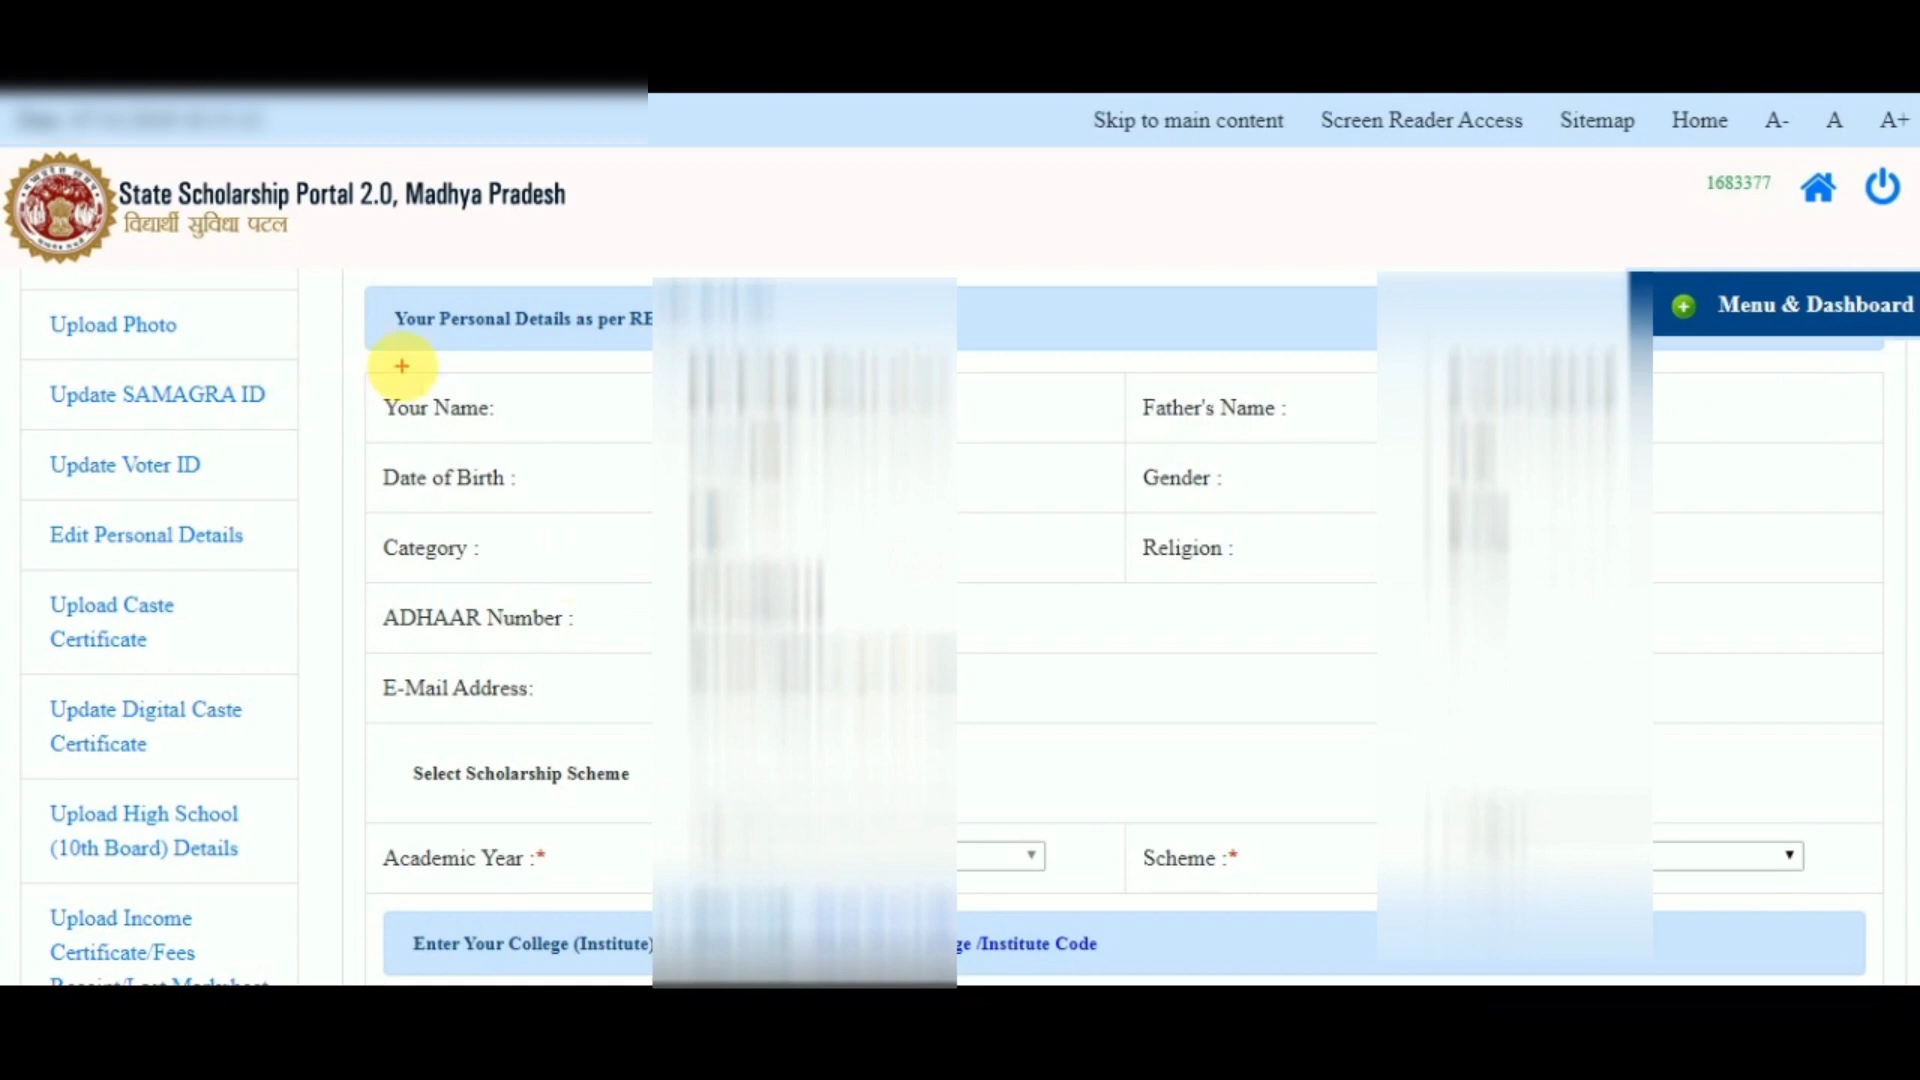 Skip to main content Screen Reader Access Sitemap Home A- A A+
State Scholarship Portal 2.0, Madhya Pradesh
विद्यार्थी सुविधा पटल
1683377
Menu & Dashboard
Upload Photo
Update SAMAGRA ID
Update Voter ID
Edit Personal Details
Upload Caste
Certificate
Update Digital Caste
Certificate
Upload High School
(10th Board) Details
Upload Income
Certificate/Fees
Receipt/Last Marksheet
Your Personal Details as per RE
Your Name: Father's Name :
Date of Birth : Gender :
Category : Religion :
ADHAAR Number :
E-Mail Address:
Select Scholarship Scheme
Academic Year :* Scheme :*
Enter Your College (Institute) ge /Institute Code